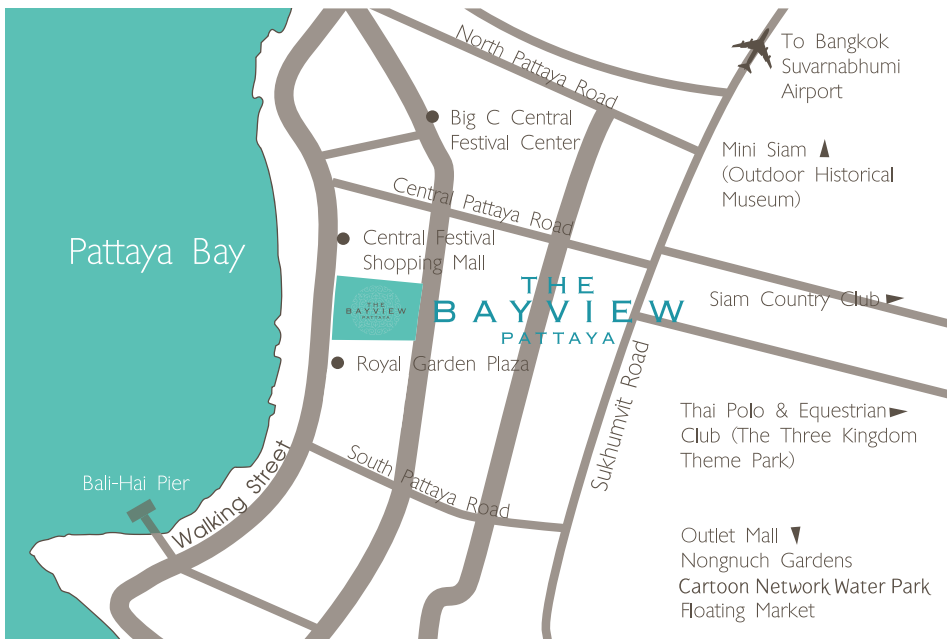 North Pattaya Road
To Bangkok
Suvarnabhumi
Airport
Big C Central
Festival Center
Mini Siam
(Outdoor Historical
Museum)
Central Pattaya Road
Pattaya Bay
Central Festival
Shopping Mall
THE
BAYVIEW
PATTAYA
THE
BAYVIEW
PATTAYA
Siam Country Club
Royal Garden Plaza
Sukhumvit Road
Thai Polo & Equestrian
Club (The Three Kingdom
Theme Park)
South Pattaya Road
Walking Street
Bali-Hai Pier
Outlet Mall
Nongnuch Gardens
Cartoon Network Water Park
Floating Market